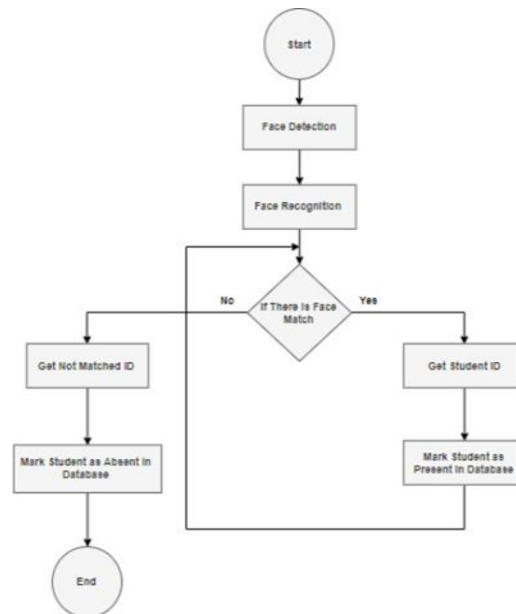 Start
Face Detection
Face Recognition
If There Is Face
Match
No
Yes
Get Not Matched ID
Get Student ID
Mark Student as Absent in
Database
Mark Student as
Present in Database
End